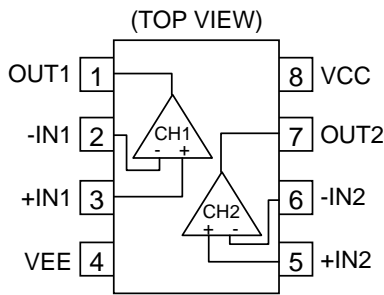 (TOP VIEW)
OUT1 1
8 VCC
CH1
- +
-IN1 2
7 OUT2
+IN1 3
6 -IN2
CH2
+ -
VEE 4
5 +IN2